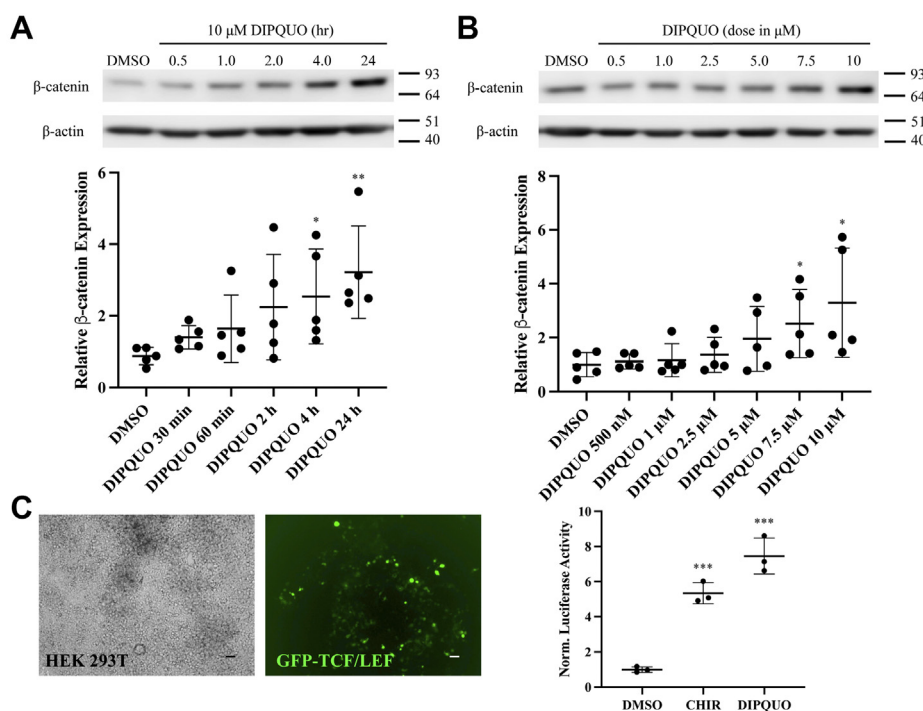 A
10 μM DIPQUO (hr)
DMSO 0.5 1.0 2.0 4.0 24
β-catenin
93
64
β-actin
51
40
Relative β-catenin Expression
6
4
2
0
*
**
DMSO
DIPQUO 30 min
DIPQUO 60 min
DIPQUO 2 h
DIPQUO 4 h
DIPQUO 24 h
B
DIPQUO (dose in μM)
DMSO 0.5 1.0 2.5 5.0 7.5 10
β-catenin
93
64
β-actin
51
40
Relative β-catenin Expression
8
6
4
2
0
*
*
DMSO
DIPQUO 500 nM
DIPQUO 1 μM
DIPQUO 2.5 μM
DIPQUO 5 μM
DIPQUO 7.5 μM
DIPQUO 10 μM
C
HEK 293T
GFP-TCF/LEF
Norm. Luciferase Activity
10
8
6
4
2
0
***
***
DMSO CHIR DIPQUO